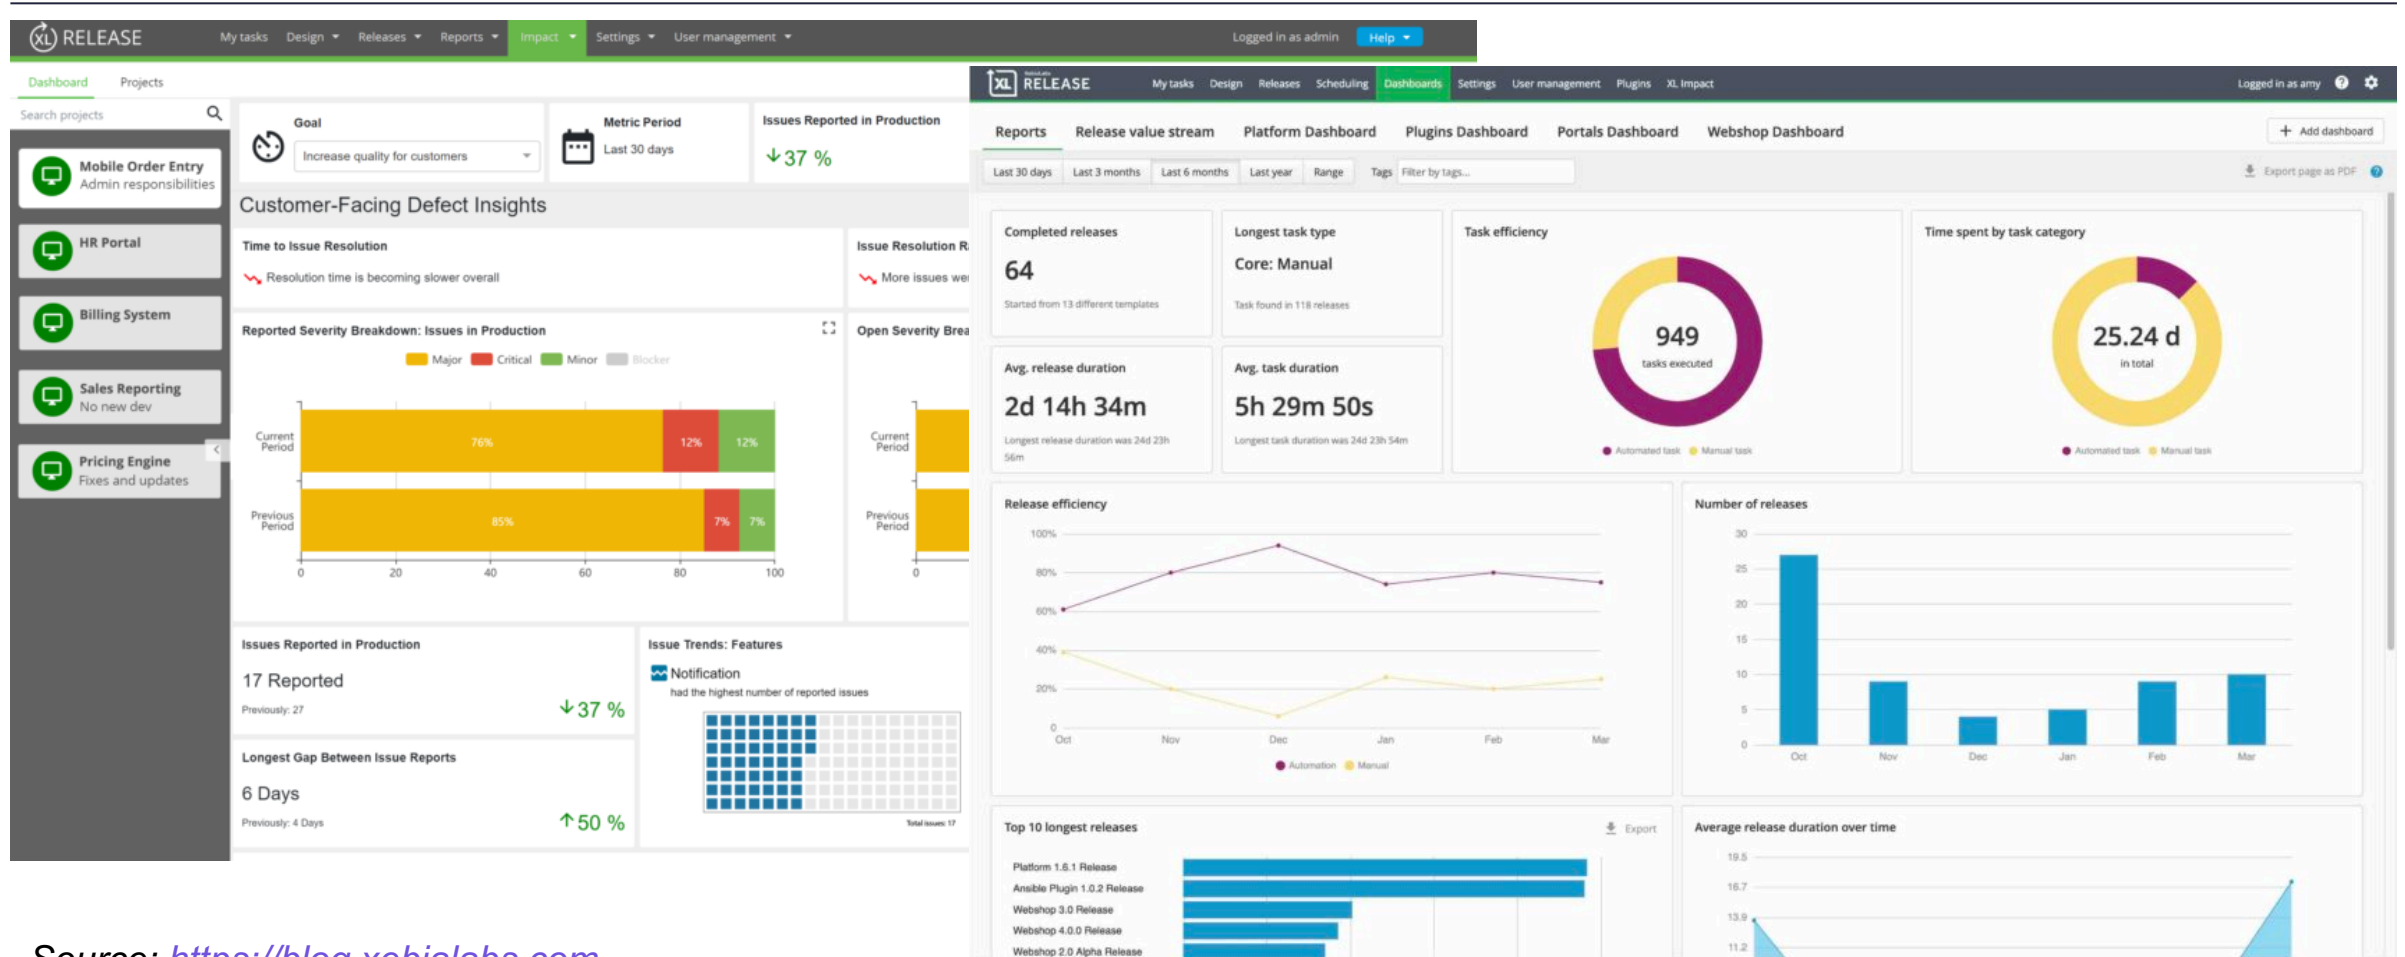 XL RELEASE My tasks Design Releases Reports Impact Settings User management Logged in as admin Help
Dashboard Projects
Search projects
Mobile Order Entry
Admin responsibilities
HR Portal
Billing System
Sales Reporting
No new dev
Pricing Engine
Fixes and updates
Goal
Increase quality for customers
Metric Period
Last 30 days
Issues Reported in Production
37 %
Customer-Facing Defect Insights
Time to Issue Resolution
Resolution time is becoming slower overall
Issue Resolution R
More issues we
Reported Severity Breakdown: Issues in Production
Major Critical Minor Blocker
Current
Period
76% 12% 12%
Previous
Period
85% 7% 7%
0 20 40 60 80 100
Open Severity Brea
Current
Period
Previous
Period
0
Issues Reported in Production
17 Reported
Previously: 27
37 %
Longest Gap Between Issue Reports
6 Days
Previously: 4 Days
50 %
Issue Trends: Features
Notification
had the highest number of reported issues
Total issues: 17
XL XebiaLabs
RELEASE My tasks Design Releases Scheduling Dashboards Settings User management Plugins XL Impact Logged in as amy ?
Reports Release value stream Platform Dashboard Plugins Dashboard Portals Dashboard Webshop Dashboard + Add dashboard
Last 30 days Last 3 months Last 6 months Last year Range Tags Filter by tags... Export page as PDF ?
Completed releases
64
Started from 13 different templates
Longest task type
Core: Manual
Task found in 118 releases
Avg. release duration
2d 14h 34m
Longest release duration was 24d 23h
56m
Avg. task duration
5h 29m 50s
Longest task duration was 24d 23h 54m
Task efficiency
949
tasks executed
Automated task Manual task
Time spent by task category
25.24 d
in total
Automated task Manual task
Release efficiency
100%
80%
60%
40%
20%
0
Oct Nov Dec Jan Feb Mar
Automation Manual
Number of releases
30
25
20
15
10
5
0
Oct Nov Dec Jan Feb Mar
Top 10 longest releases Export
Platform 1.6.1 Release
Ansible Plugin 1.0.2 Release
Webshop 3.0 Release
Webshop 4.0.0 Release
Webshop 2.0 Alpha Release
Average release duration over time
19.5
16.7
13.9
11.2
Source: https://blog.xebialabs.com